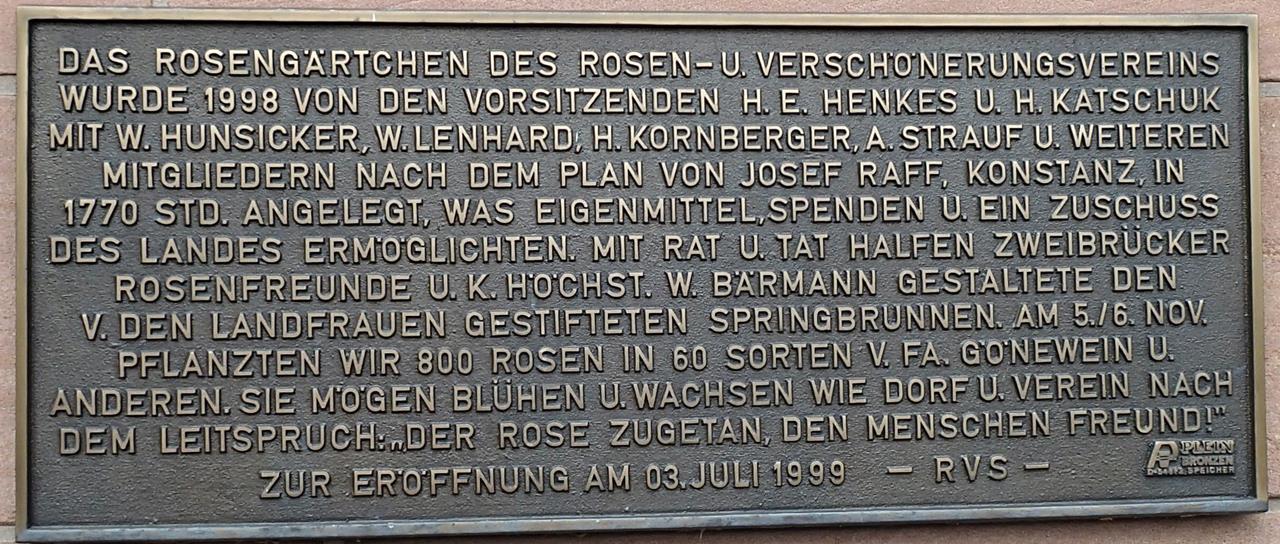 DAS ROSENGÄRTCHEN DES ROSEN-U. VERSCHÖNERUNGSVEREINS
WURDE 1998 VON DEN VORSITZENDEN H. E. HENKES U. H. KATSCHUK
MIT W. HUNSICKER, W. LENHARD, H. KORNBERGER, A. STRAUF U. WEITEREN
MITGLIEDERN NACH DEM PLAN VON JOSEF RAFF, KONSTANZ, IN
1770 STD. ANGELEGT, WAS EIGENMITTEL, SPENDEN U. EIN ZUSCHUSS
DES LANDES ERMÖGLICHTEN. MIT RAT U. TAT HALFEN ZWEIBRÜCKER
ROSENFREUNDE U. K. HÖCHST. W. BÄRMANN GESTALTETE DEN
V. DEN LANDFRAUEN GESTIFTETEN SPRINGBRUNNEN. AM 5./6. NOV.
PFLANZTEN WIR 800 ROSEN IN 60 SORTEN V. FA. GÖNEWEIN U.
ANDEREN. SIE MÖGEN BLÜHEN U. WACHSEN WIE DORF U. VEREIN NACH
DEM LEITSPRUCH: „DER ROSE ZUGETAN, DEN MENSCHEN FREUND!"
ZUR ERÖFFNUNG AM 03. JULI 1999 – RVS –
PLEIN
BRONZEN
SPEICHER